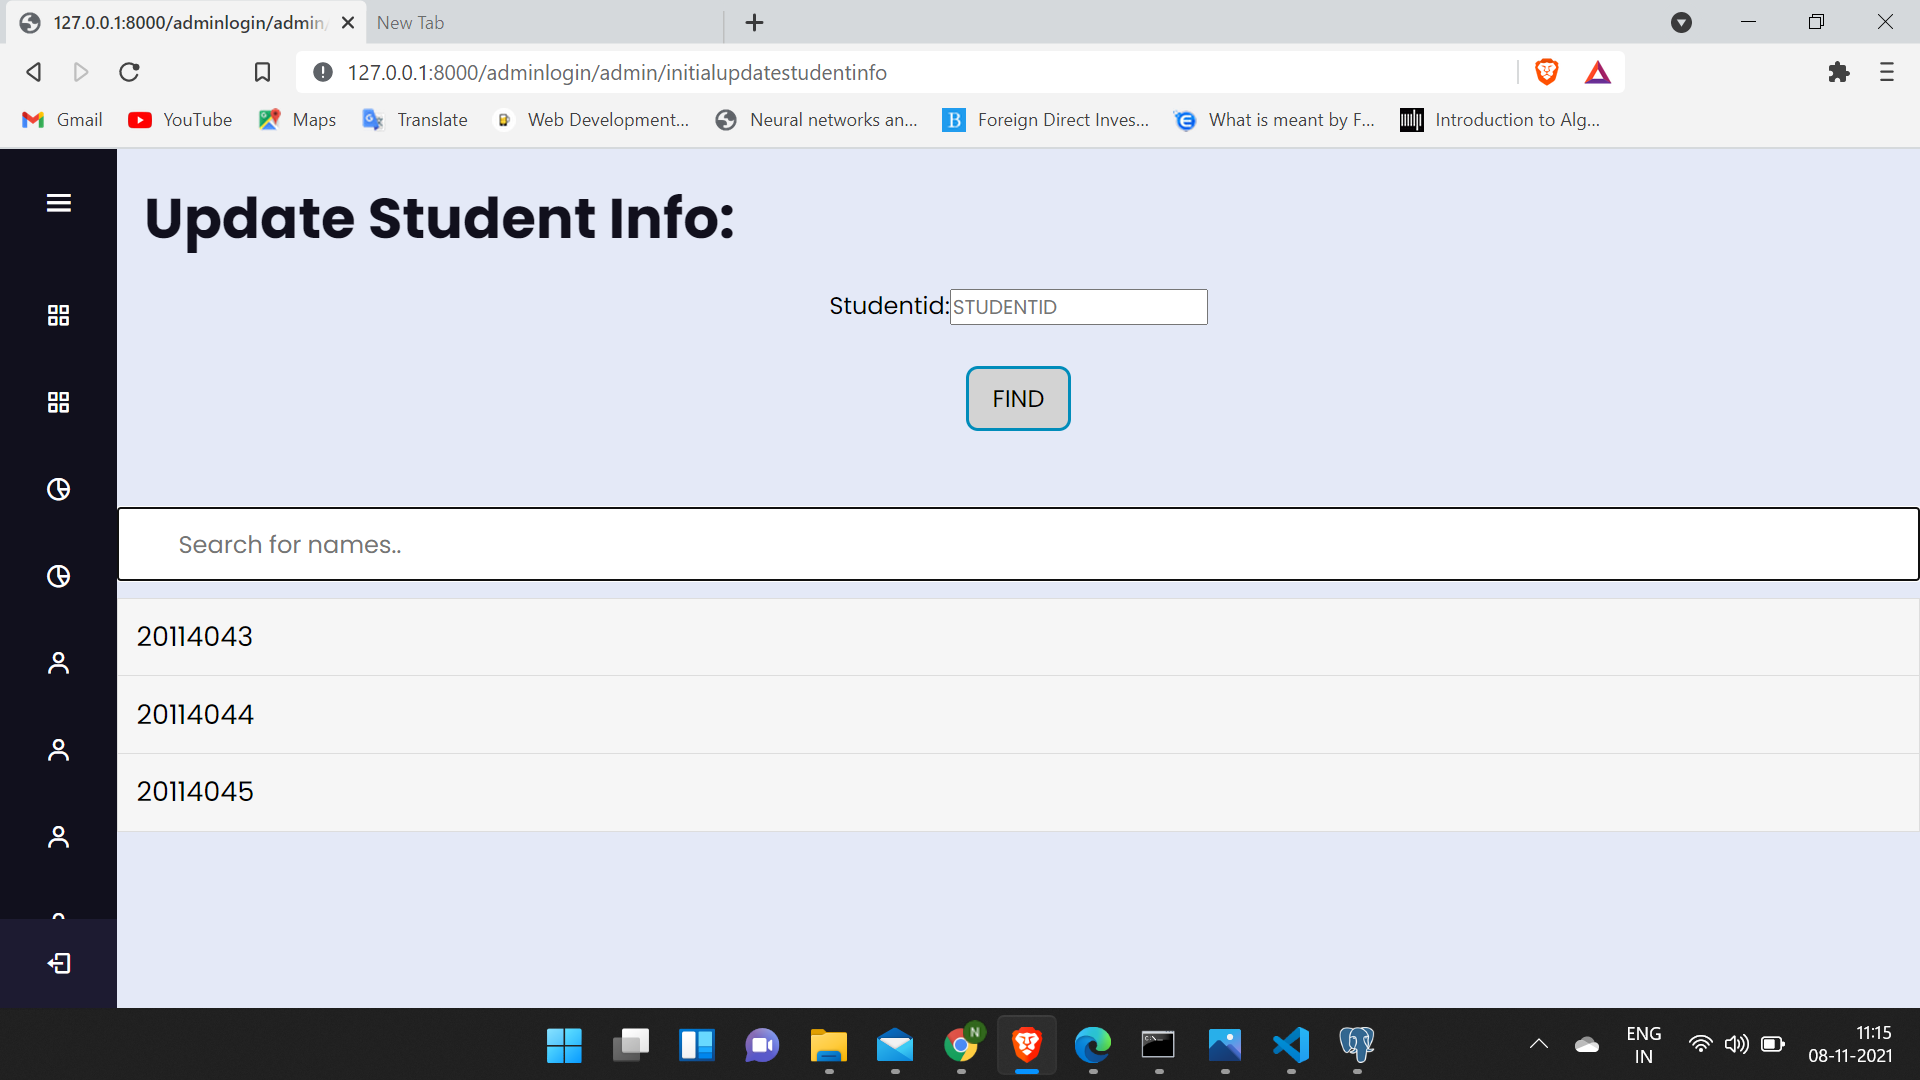 127.0.0.1:8000/adminlogin/admin/
New Tab
127.0.0.1:8000/adminlogin/admin/initialupdatestudentinfo
Gmail YouTube Maps Translate Web Development... Neural networks an... B Foreign Direct Inves... What is meant by F... Introduction to Alg...
Update Student Info:
Studentid: STUDENTID
FIND
Search for names..
20114043
20114044
20114045
N
ENG
IN
11:15
08-11-2021